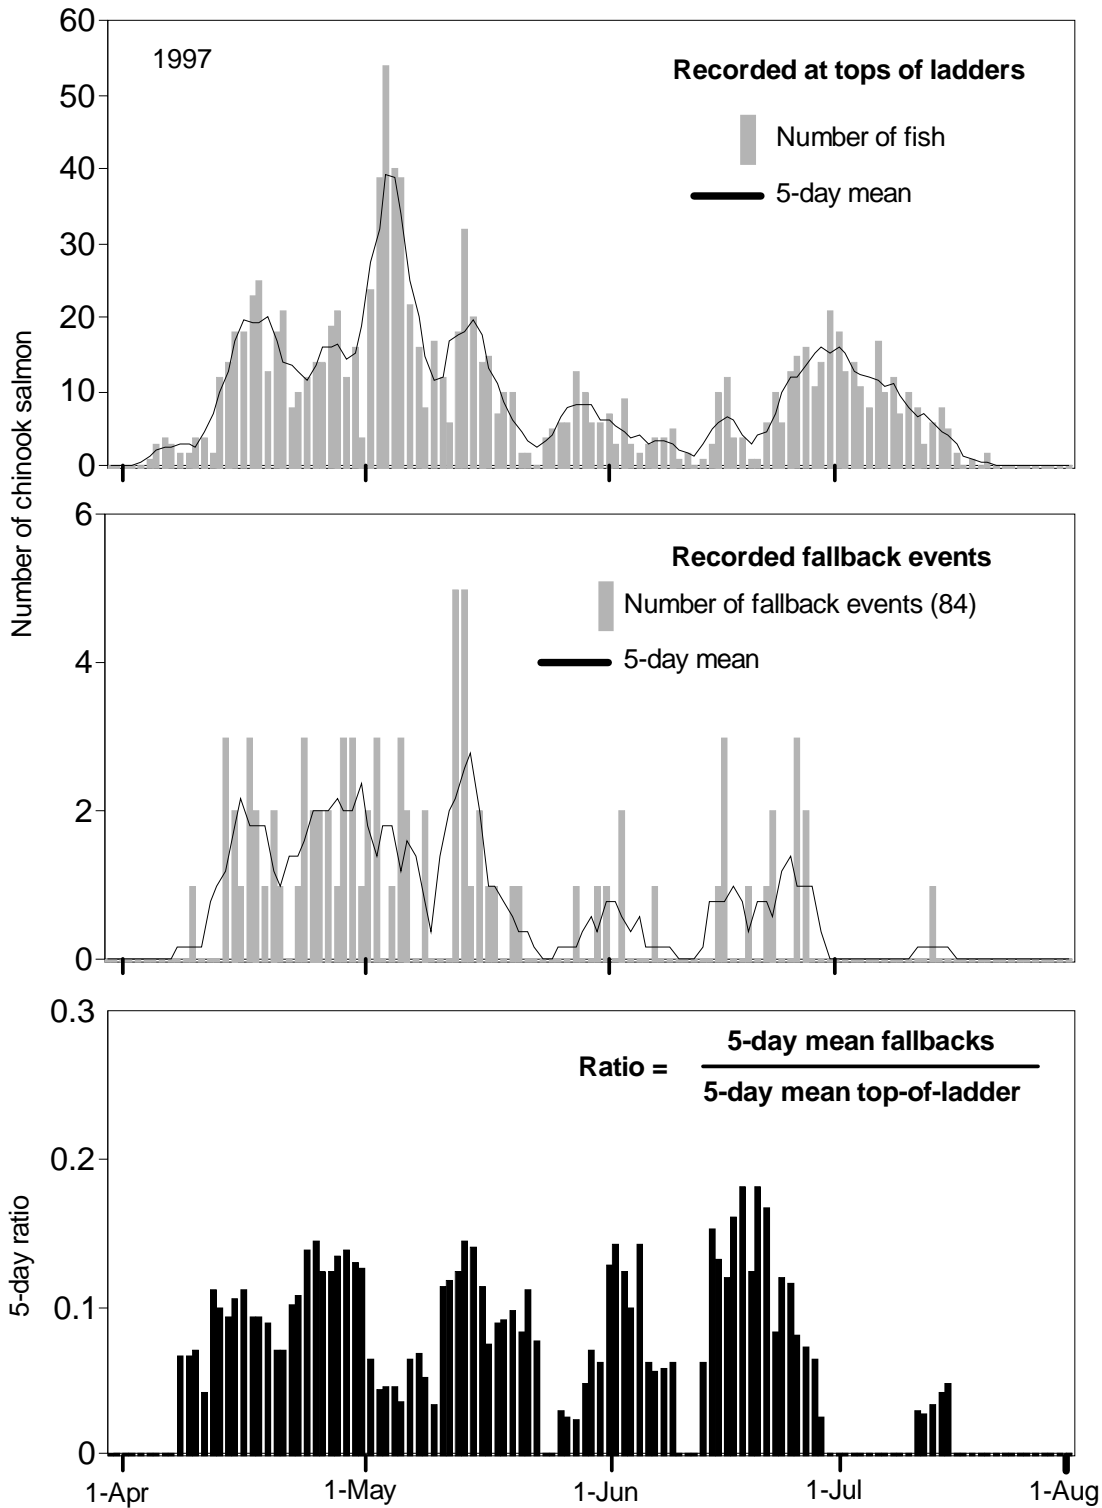 1997
Recorded at tops of ladders
Number of fish
5-day mean
60
50
40
30
20
10
0
Number of chinook salmon
Recorded fallback events
Number of fallback events (84)
5-day mean
6
4
2
0
Ratio =
5-day mean fallbacks
5-day mean top-of-ladder
0.3
0.2
0.1
0
5-day ratio
1-Apr
1-May
1-Jun
1-Jul
1-Aug